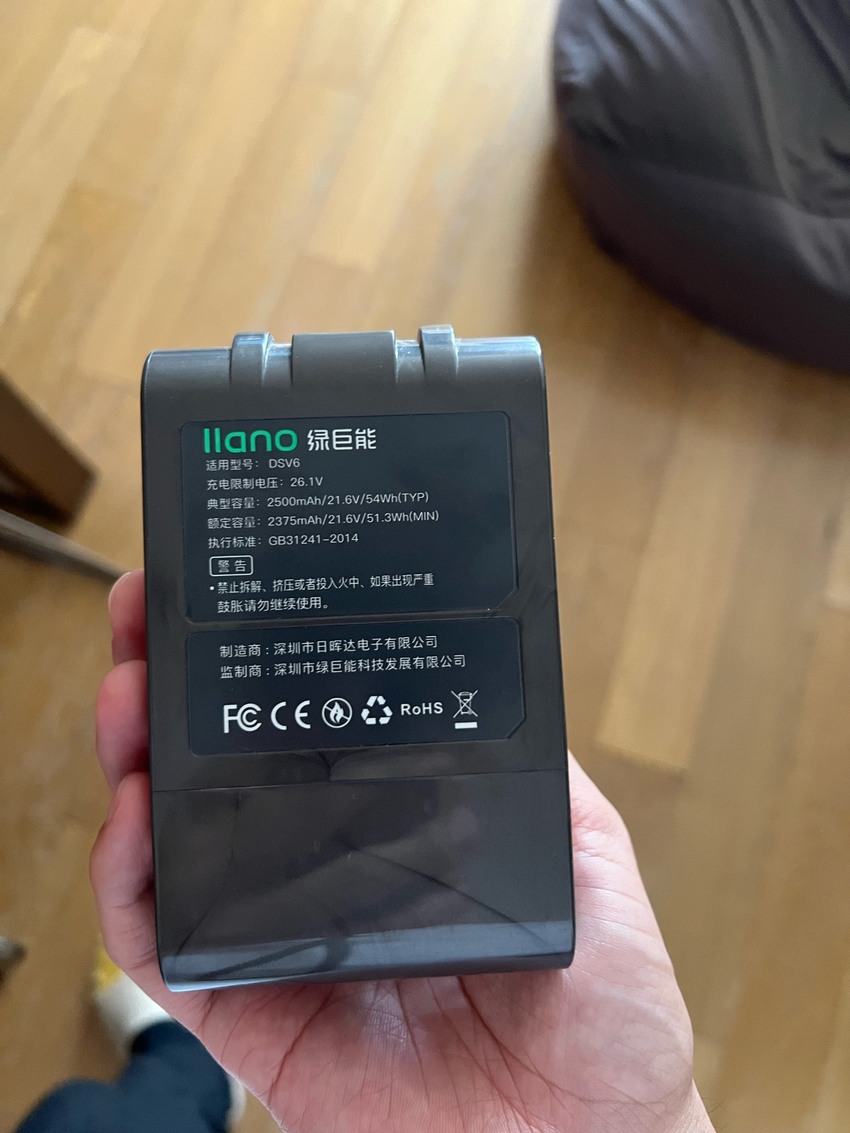 llano 绿巨能
适用型号: DSV6
充电限制电压: 26.1V
典型容量: 2500mAh/21.6V/54Wh(TYP)
额定容量: 2375mAh/21.6V/51.3Wh(MIN)
执行标准: GB31241-2014
警告
•禁止拆解、挤压或者投入火中、如果出现严重
鼓胀请勿继续使用。
制造商:深圳市日晖达电子有限公司
监制商:深圳市绿巨能科技发展有限公司
FC CE RoHS